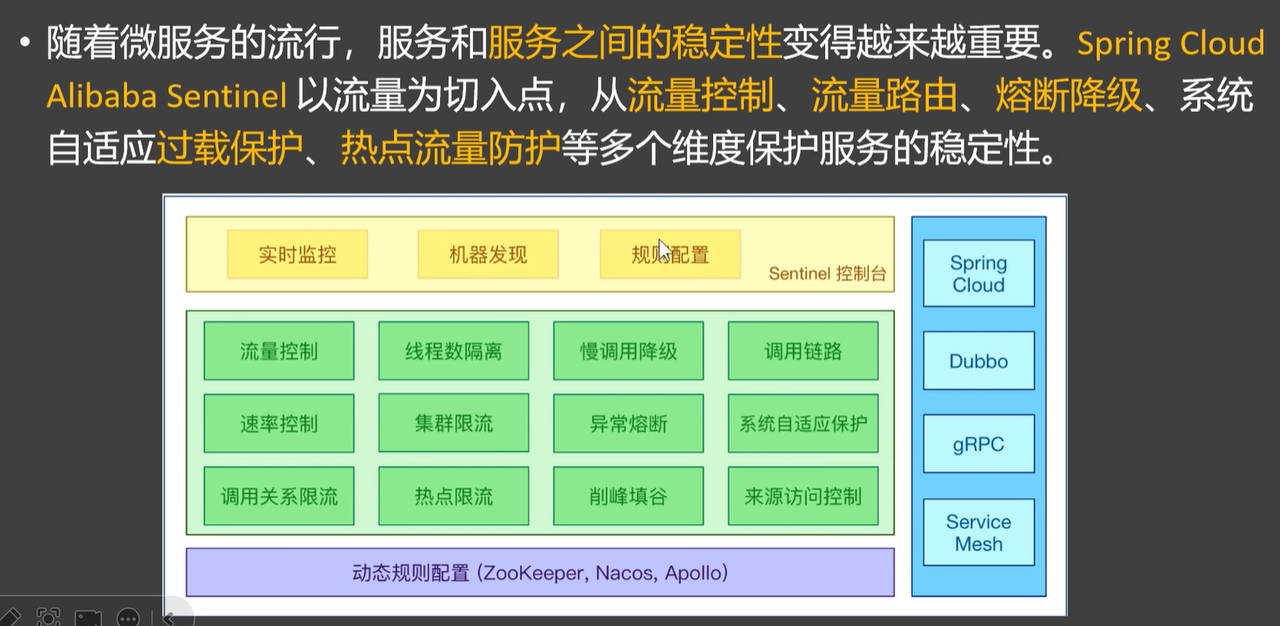 • 随着微服务的流行，服务和服务之间的稳定性变得越来越重要。Spring Cloud
Alibaba Sentinel 以流量为切入点，从流量控制、流量路由、熔断降级、系统
自适应过载保护、热点流量防护等多个维度保护服务的稳定性。
实时监控 机器发现 规则配置
Sentinel 控制台
流量控制 线程数隔离 慢调用降级 调用链路
速率控制 集群限流 异常熔断 系统自适应保护
调用关系限流 热点限流 削峰填谷 来源访问控制
动态规则配置 (ZooKeeper, Nacos, Apollo)
Spring
Cloud
Dubbo
gRPC
Service
Mesh